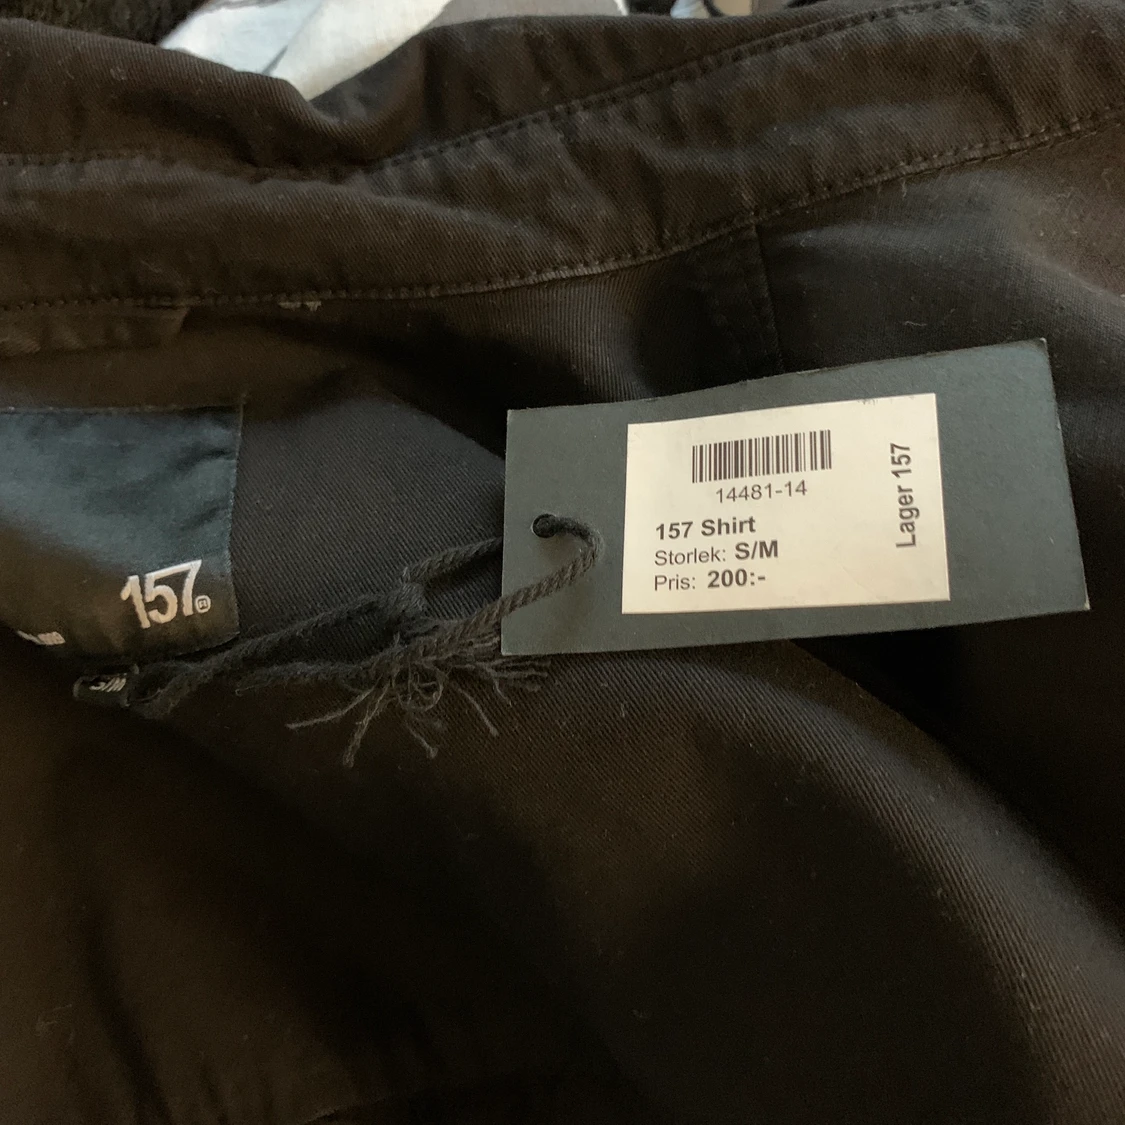 14481-14
157 Shirt
Storlek: S/M
Pris: 200:-
Lager 157
157